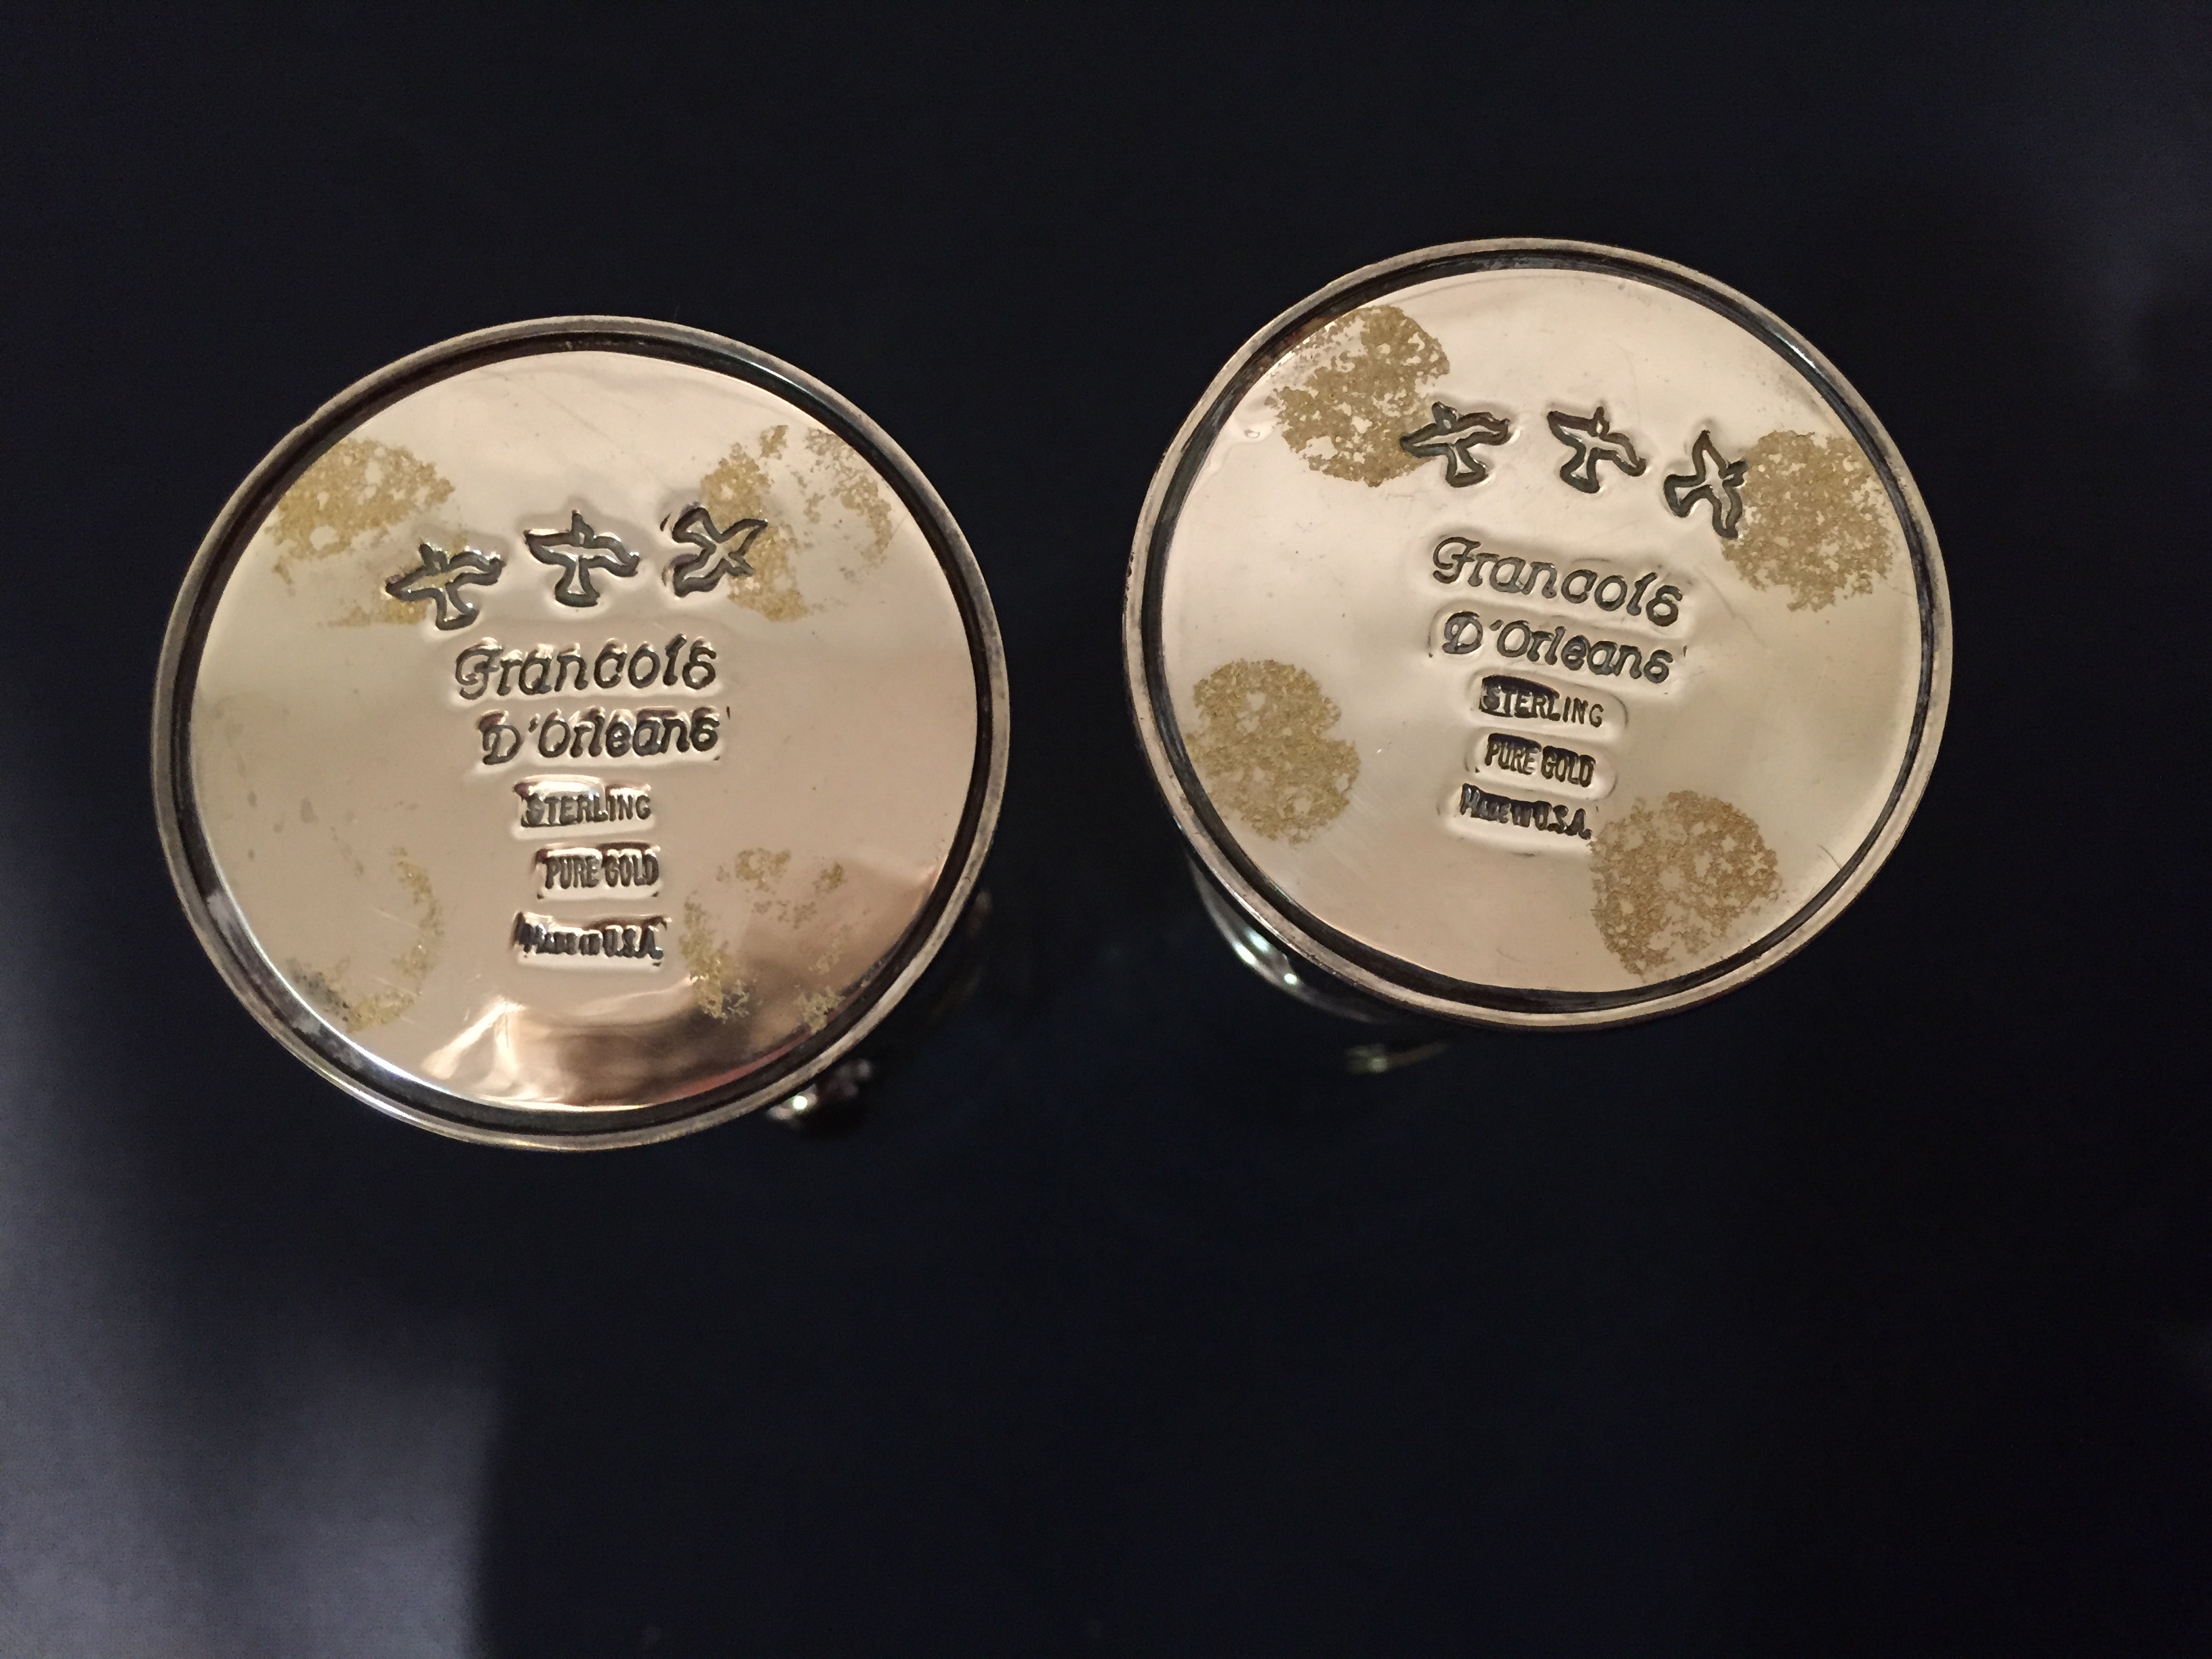 Francois
D'Orleans
STERLING
PURE GOLD
MADE IN U.S.A.
Francois
D'Orleans
STERLING
PURE GOLD
MADE IN U.S.A.